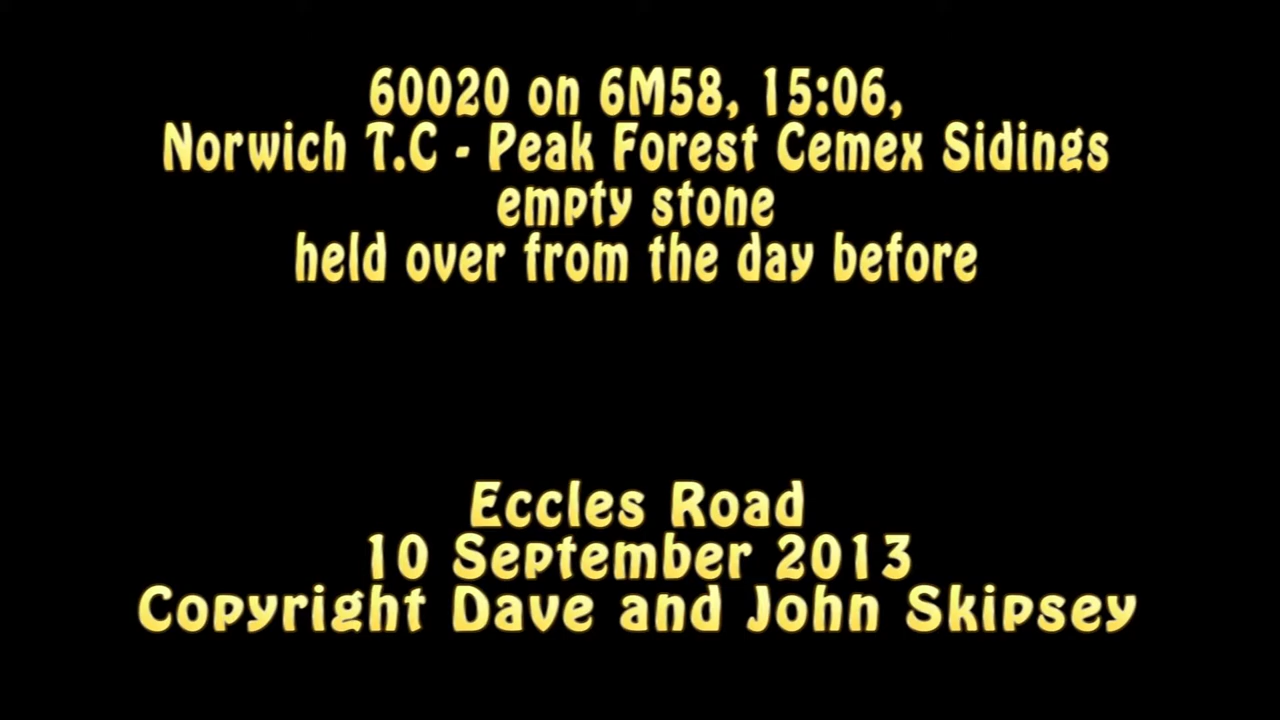 60020 on 6M58, 15:06,
Norwich T.C - Peak Forest Cemex Sidings
empty stone
held over from the day before
Eccles Road
10 September 2013
Copyright Dave and John Skipsey